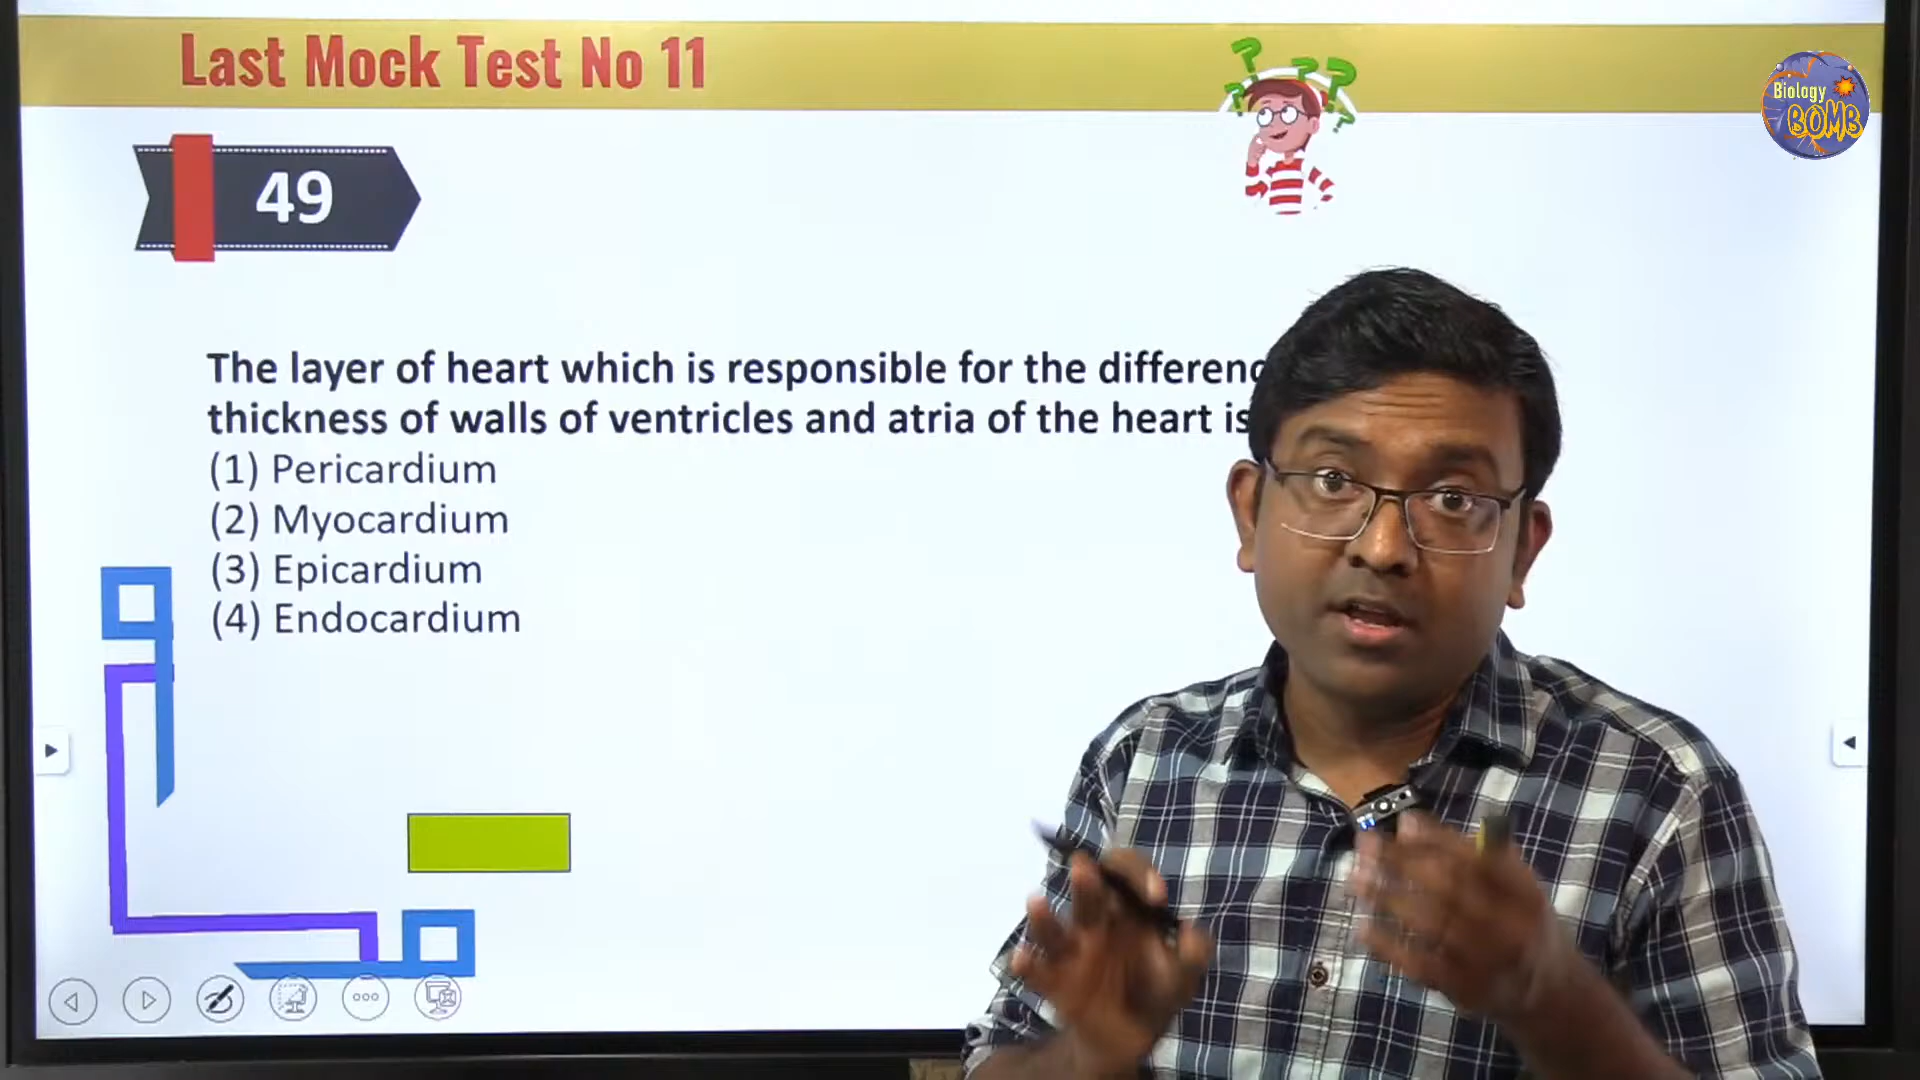 Last Mock Test No 11
Biology
BOMB
49
The layer of heart which is responsible for the differenc
thickness of walls of ventricles and atria of the heart is
(1) Pericardium
(2) Myocardium
(3) Epicardium
(4) Endocardium